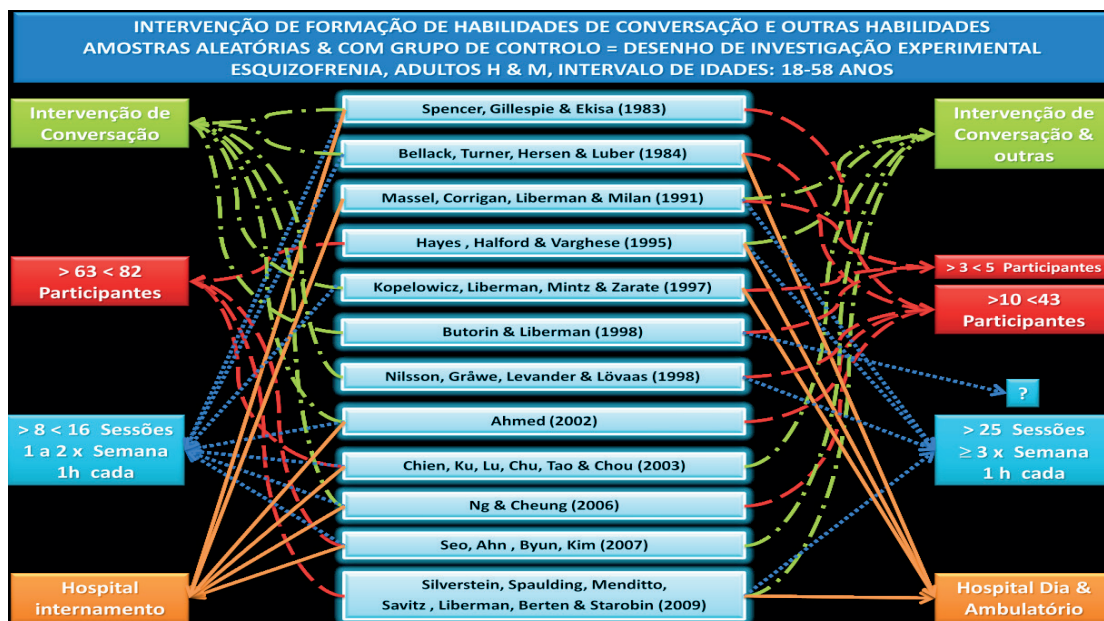 INTERVENÇÃO DE FORMAÇÃO DE HABILIDADES DE CONVERSAÇÃO E OUTRAS HABILIDADES
AMOSTRAS ALEATÓRIAS & COM GRUPO DE CONTROLO = DESENHO DE INVESTIGAÇÃO EXPERIMENTAL
ESQUIZOFRENIA, ADULTOS H & M, INTERVALO DE IDADES: 18-58 ANOS
Intervenção de
Conversação
> 63 < 82
Participantes
> 8 < 16 Sessões
1 a 2 x Semana
1h cada
Hospital
internamento
Spencer, Gillespie & Ekisa (1983)
Bellack, Turner, Hersen & Luber (1984)
Massel, Corrigan, Liberman & Milan (1991)
Hayes , Halford & Varghese (1995)
Kopelowicz, Liberman, Mintz & Zarate (1997)
Butorin & Liberman (1998)
Nilsson, Gråwe, Levander & Lövaas (1998)
Ahmed (2002)
Chien, Ku, Lu, Chu, Tao & Chou (2003)
Ng & Cheung (2006)
Seo, Ahn , Byun, Kim (2007)
Silverstein, Spaulding, Menditto,
Savitz , Liberman, Berten & Starobin (2009)
Intervenção de
Conversação &
outras
> 3 < 5 Participantes
>10 <43
Participantes
?
> 25 Sessões
≥ 3 x Semana
1 h cada
Hospital Dia &
Ambulatório